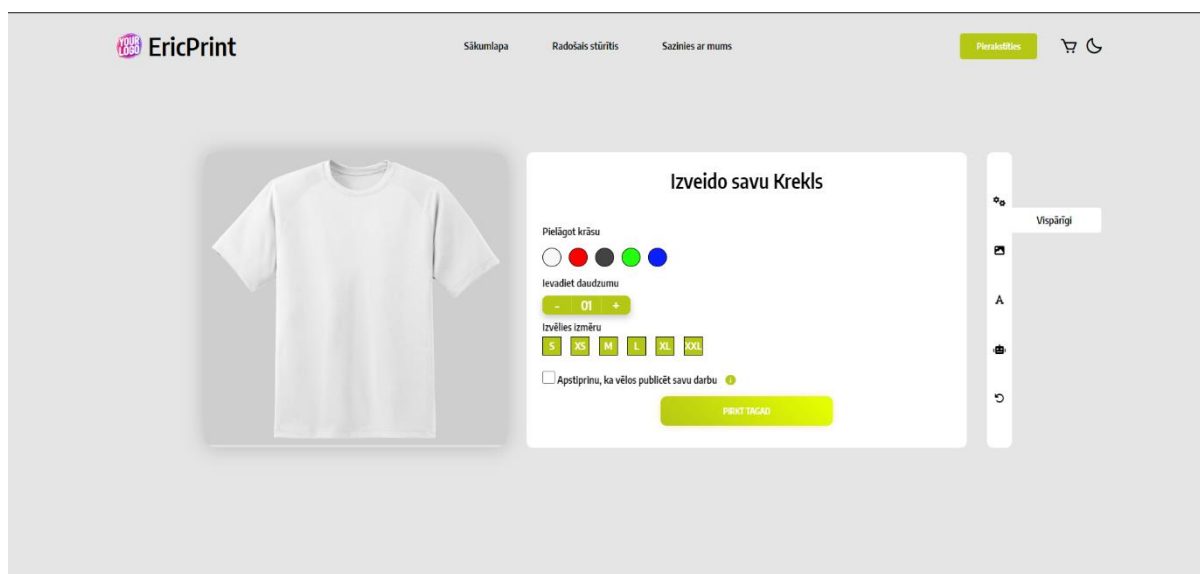 YOUR LOGO EricPrint Sākumlapa Radošais stūrītis Sazinies ar mums Pierakstīties
Izveido savu Krekls
Vispārīgi
Pielāgot krāsu
Ievadiet daudzumu
- 01 +
Izvēlies izmēru
S XS M L XL XXL
Apstiprinu, ka vēlos publicēt savu darbu i
PIRKT TAGAD
A